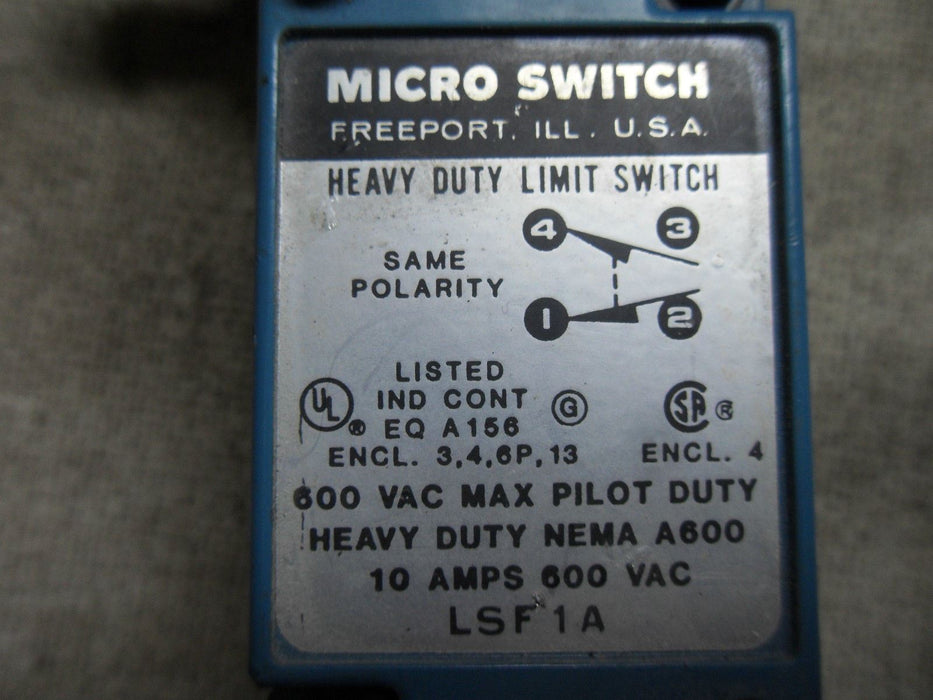 MICRO SWITCH
FREEPORT, ILL. U.S.A.
HEAVY DUTY LIMIT SWITCH
4 3
SAME
POLARITY
1 2
LISTED
UL ® IND CONT G SA ®
EQ A156
ENCL. 3,4,6P,13 ENCL. 4
600 VAC MAX PILOT DUTY
HEAVY DUTY NEMA A600
10 AMPS 600 VAC
LSF1A